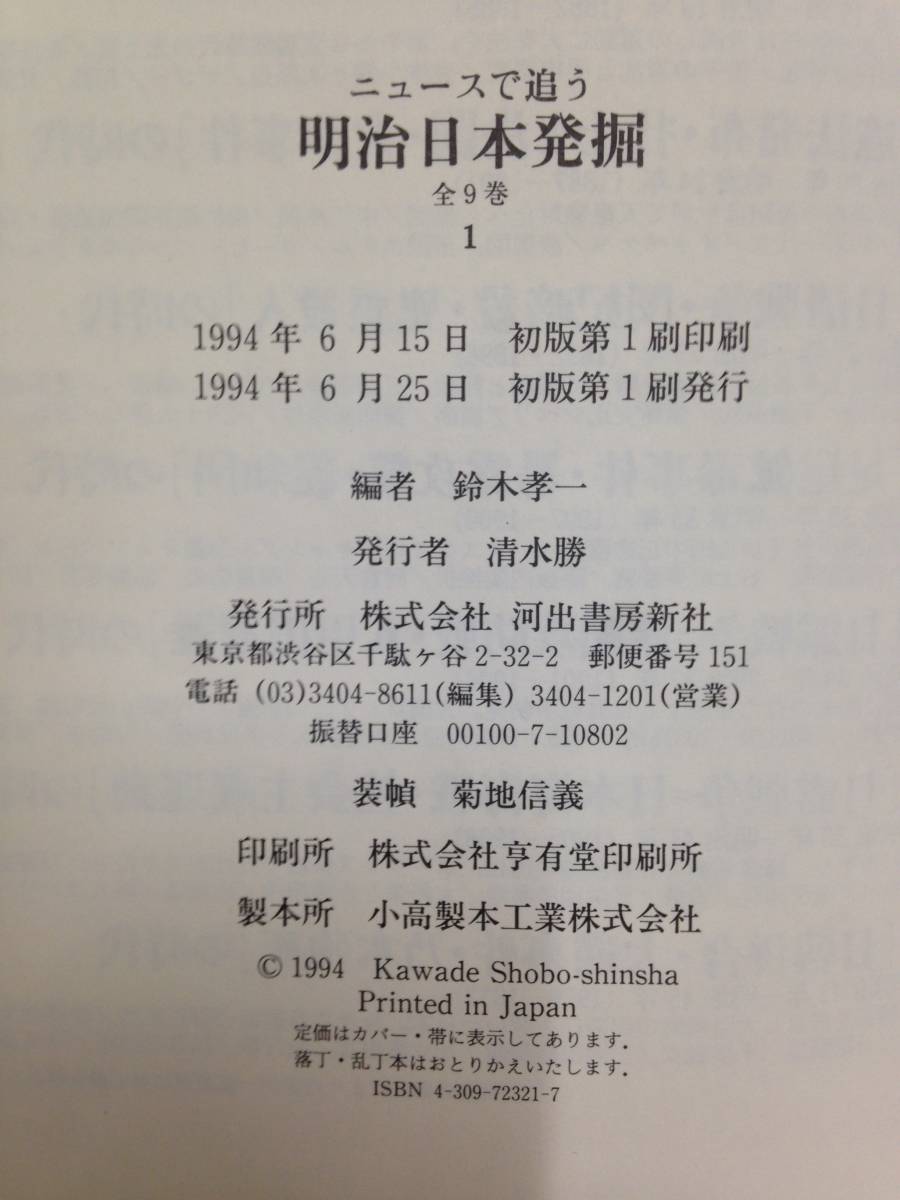 ニュースで追う
明治日本発掘
全9巻
1
1994年 6 月15日 初版第1刷印刷
1994年 6 月25日 初版第1刷発行
編者 鈴木孝一
発行者 清水勝
発行所 株式会社 河出書房新社
東京都渋谷区千駄ヶ谷2-32-2 郵便番号151
電話 (03)3404-8611(編集) 3404-1201(営業)
振替口座 00100-7-10802
装幀 菊地信義
印刷所 株式会社亨有堂印刷所
製本所 小高製本工業株式会社
© 1994 Kawade Shobo-shinsha
Printed in Japan
定価はカバー・帯に表示してあります.
落丁・乱丁本はおとりかえいたします.
ISBN 4-309-72321-7